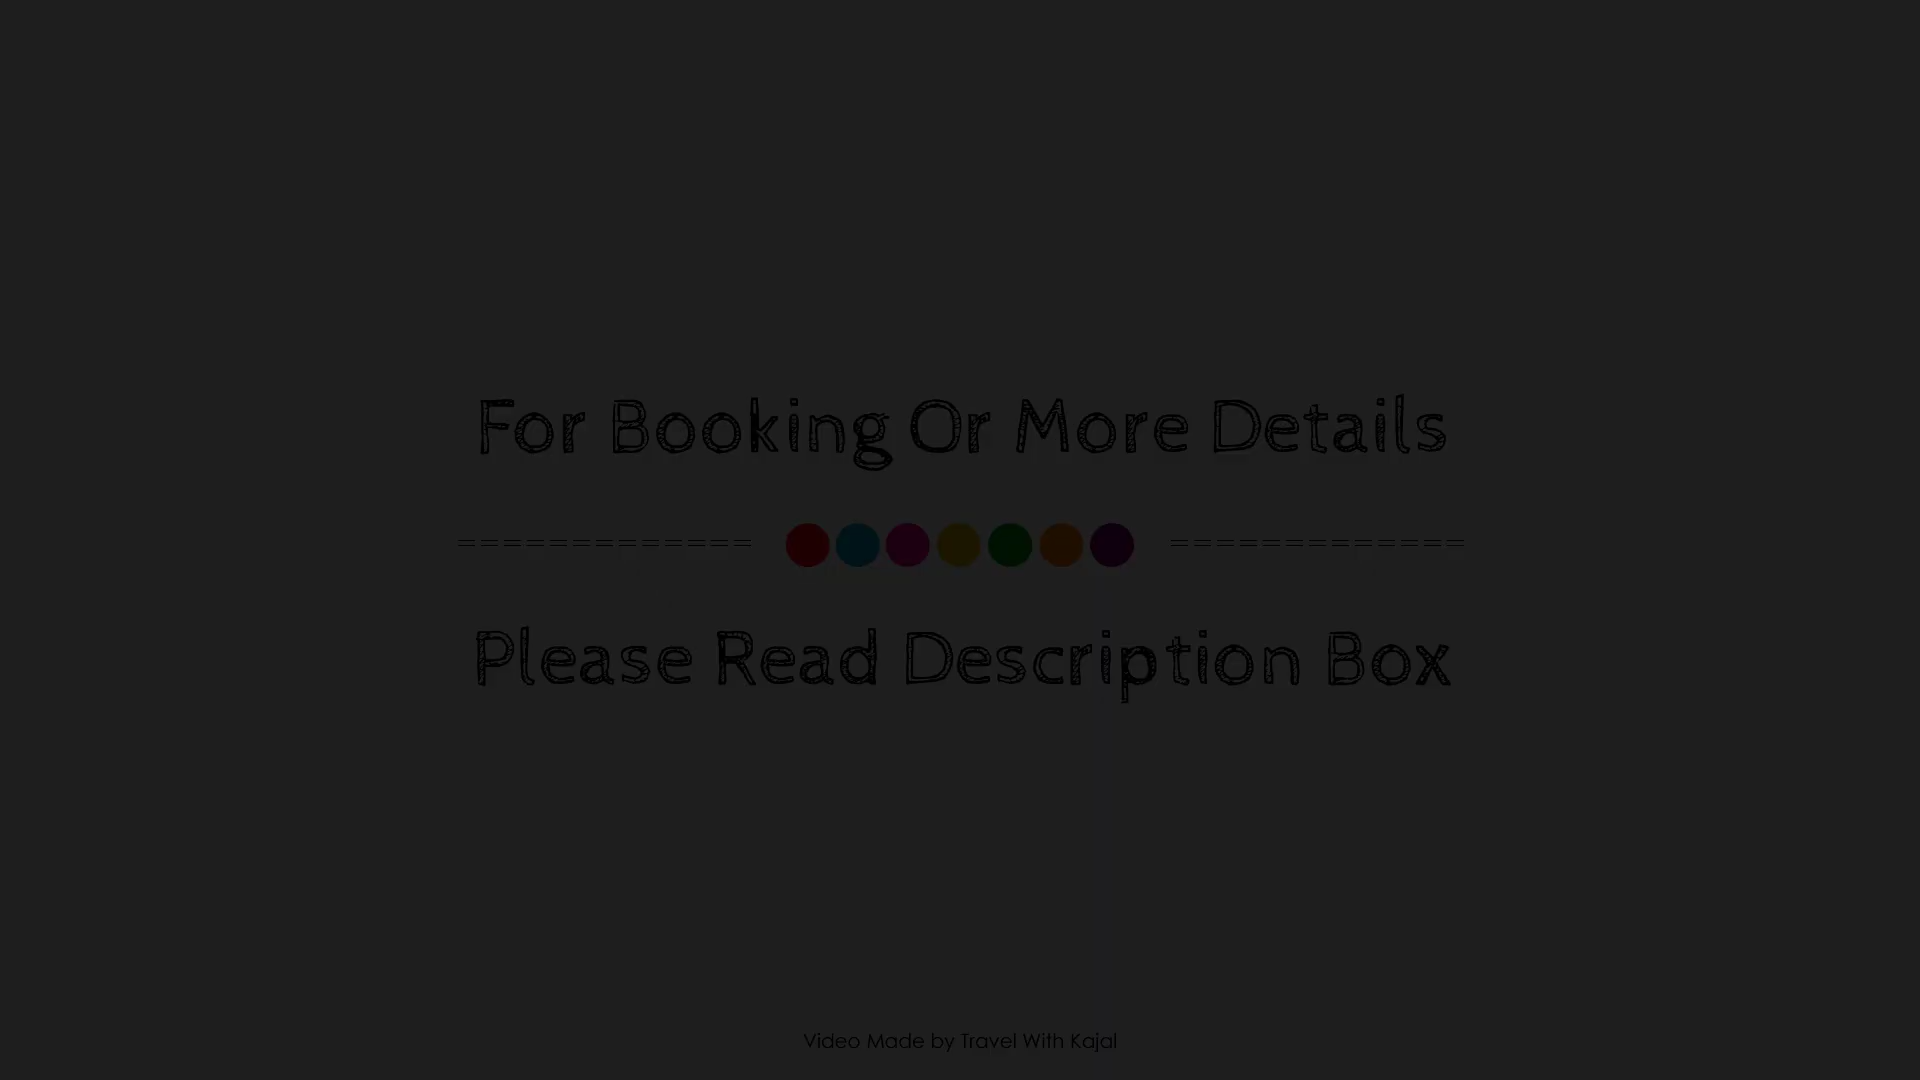 For Booking Or More Details
============= =============
Please Read Description Box
Video Made by Travel With Kajal